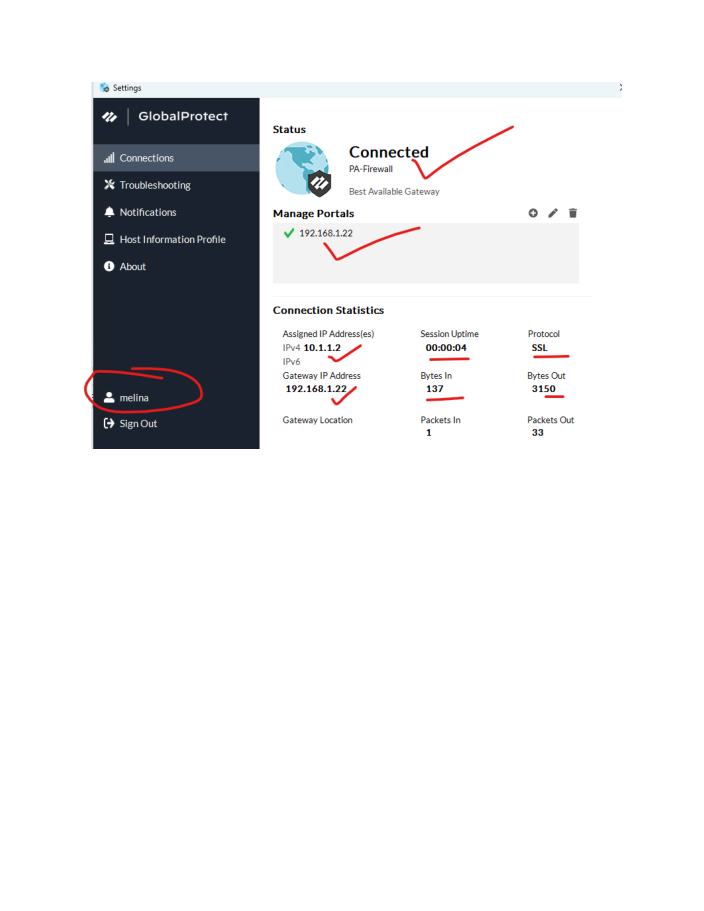 Settings
GlobalProtect
Connections
Troubleshooting
Notifications
Host Information Profile
About
melina
Sign Out
Status
Connected
PA-Firewall
Best Available Gateway
Manage Portals
192.168.1.22
Connection Statistics
Assigned IP Address(es) Session Uptime Protocol
IPv4 10.1.1.2 00:00:04 SSL
IPv6
Gateway IP Address Bytes In Bytes Out
192.168.1.22 137 3150
Gateway Location Packets In Packets Out
1 33